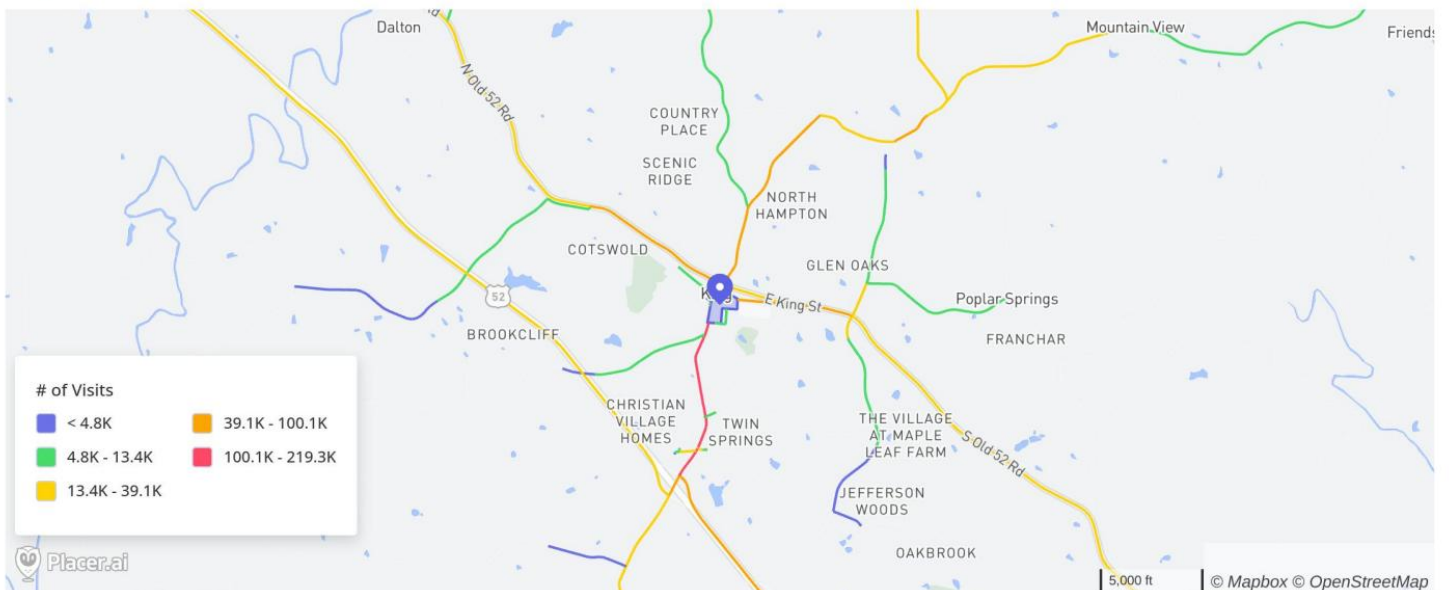 Dalton
Mountain View
N Old 52 Rd
COUNTRY
PLACE
SCENIC
RIDGE
NORTH
HAMPTON
COTSWOLD
GLEN OAKS
52
E King St
Poplar Springs
BROOKCLIFF
FRANCHAR
# of Visits
< 4.8K
39.1K - 100.1K
4.8K - 13.4K
100.1K - 219.3K
13.4K - 39.1K
CHRISTIAN
VILLAGE
HOMES
TWIN
SPRINGS
THE VILLAGE
AT MAPLE
LEAF FARM
S Old 52 Rd
JEFFERSON
WOODS
OAKBROOK
Placer.ai
5,000 ft
© Mapbox © OpenStreetMap